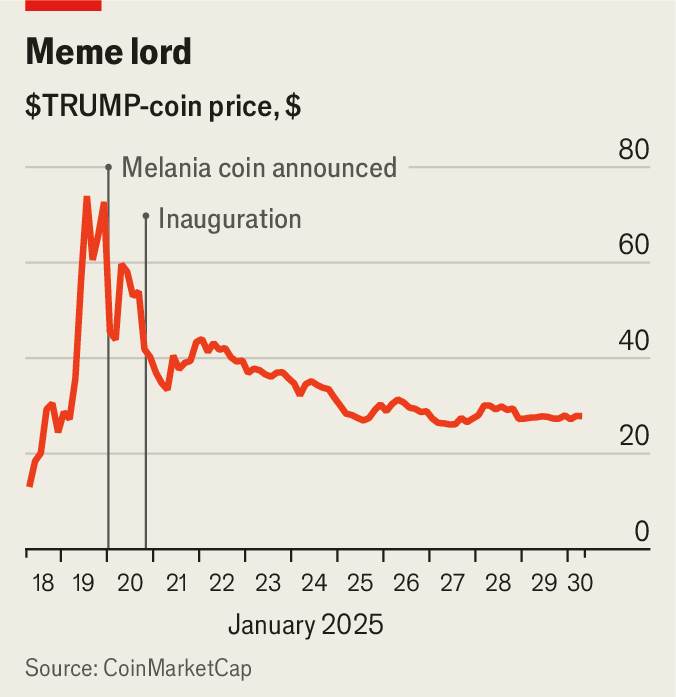 Meme lord
$TRUMP-coin price, $
80
Melania coin announced
Inauguration
60
40
20
0
18 19 20 21 22 23 24 25 26 27 28 29 30
January 2025
Source: CoinMarketCap